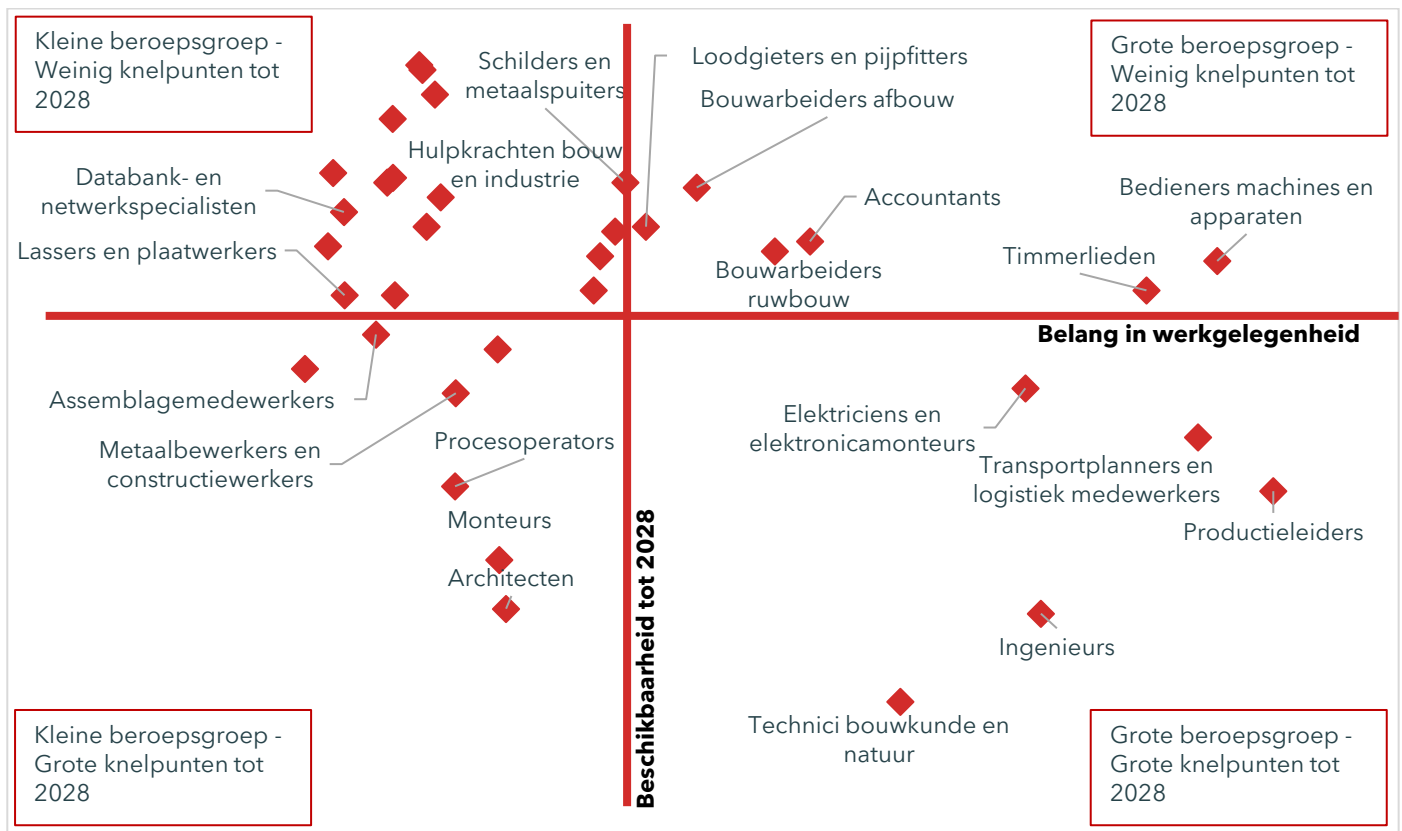 Kleine beroepsgroep -
Weinig knelpunten tot
2028
Schilders en
metaalspuiters
Loodgieters en pijpfitters
Bouwarbeiders afbouw
Grote beroepsgroep -
Weinig knelpunten tot
2028
Hulpkrachten bouw
en industrie
Databank- en
netwerkspecialisten
Lassers en plaatwerkers
Accountants
Bouwarbeiders
ruwbouw
Bedieners machines en
apparaten
Timmerlieden
Belang in werkgelegenheid
Assemblagemedewerkers
Metaalbewerkers en
constructiewerkers
Procesoperators
Monteurs
Architecten
Beschikbaarheid tot 2028
Elektriciens en
elektronicamonteurs
Transportplanners en
logistiek medewerkers
Productieleiders
Ingenieurs
Technici bouwkunde en
natuur
Kleine beroepsgroep -
Grote knelpunten tot
2028
Grote beroepsgroep -
Grote knelpunten tot
2028